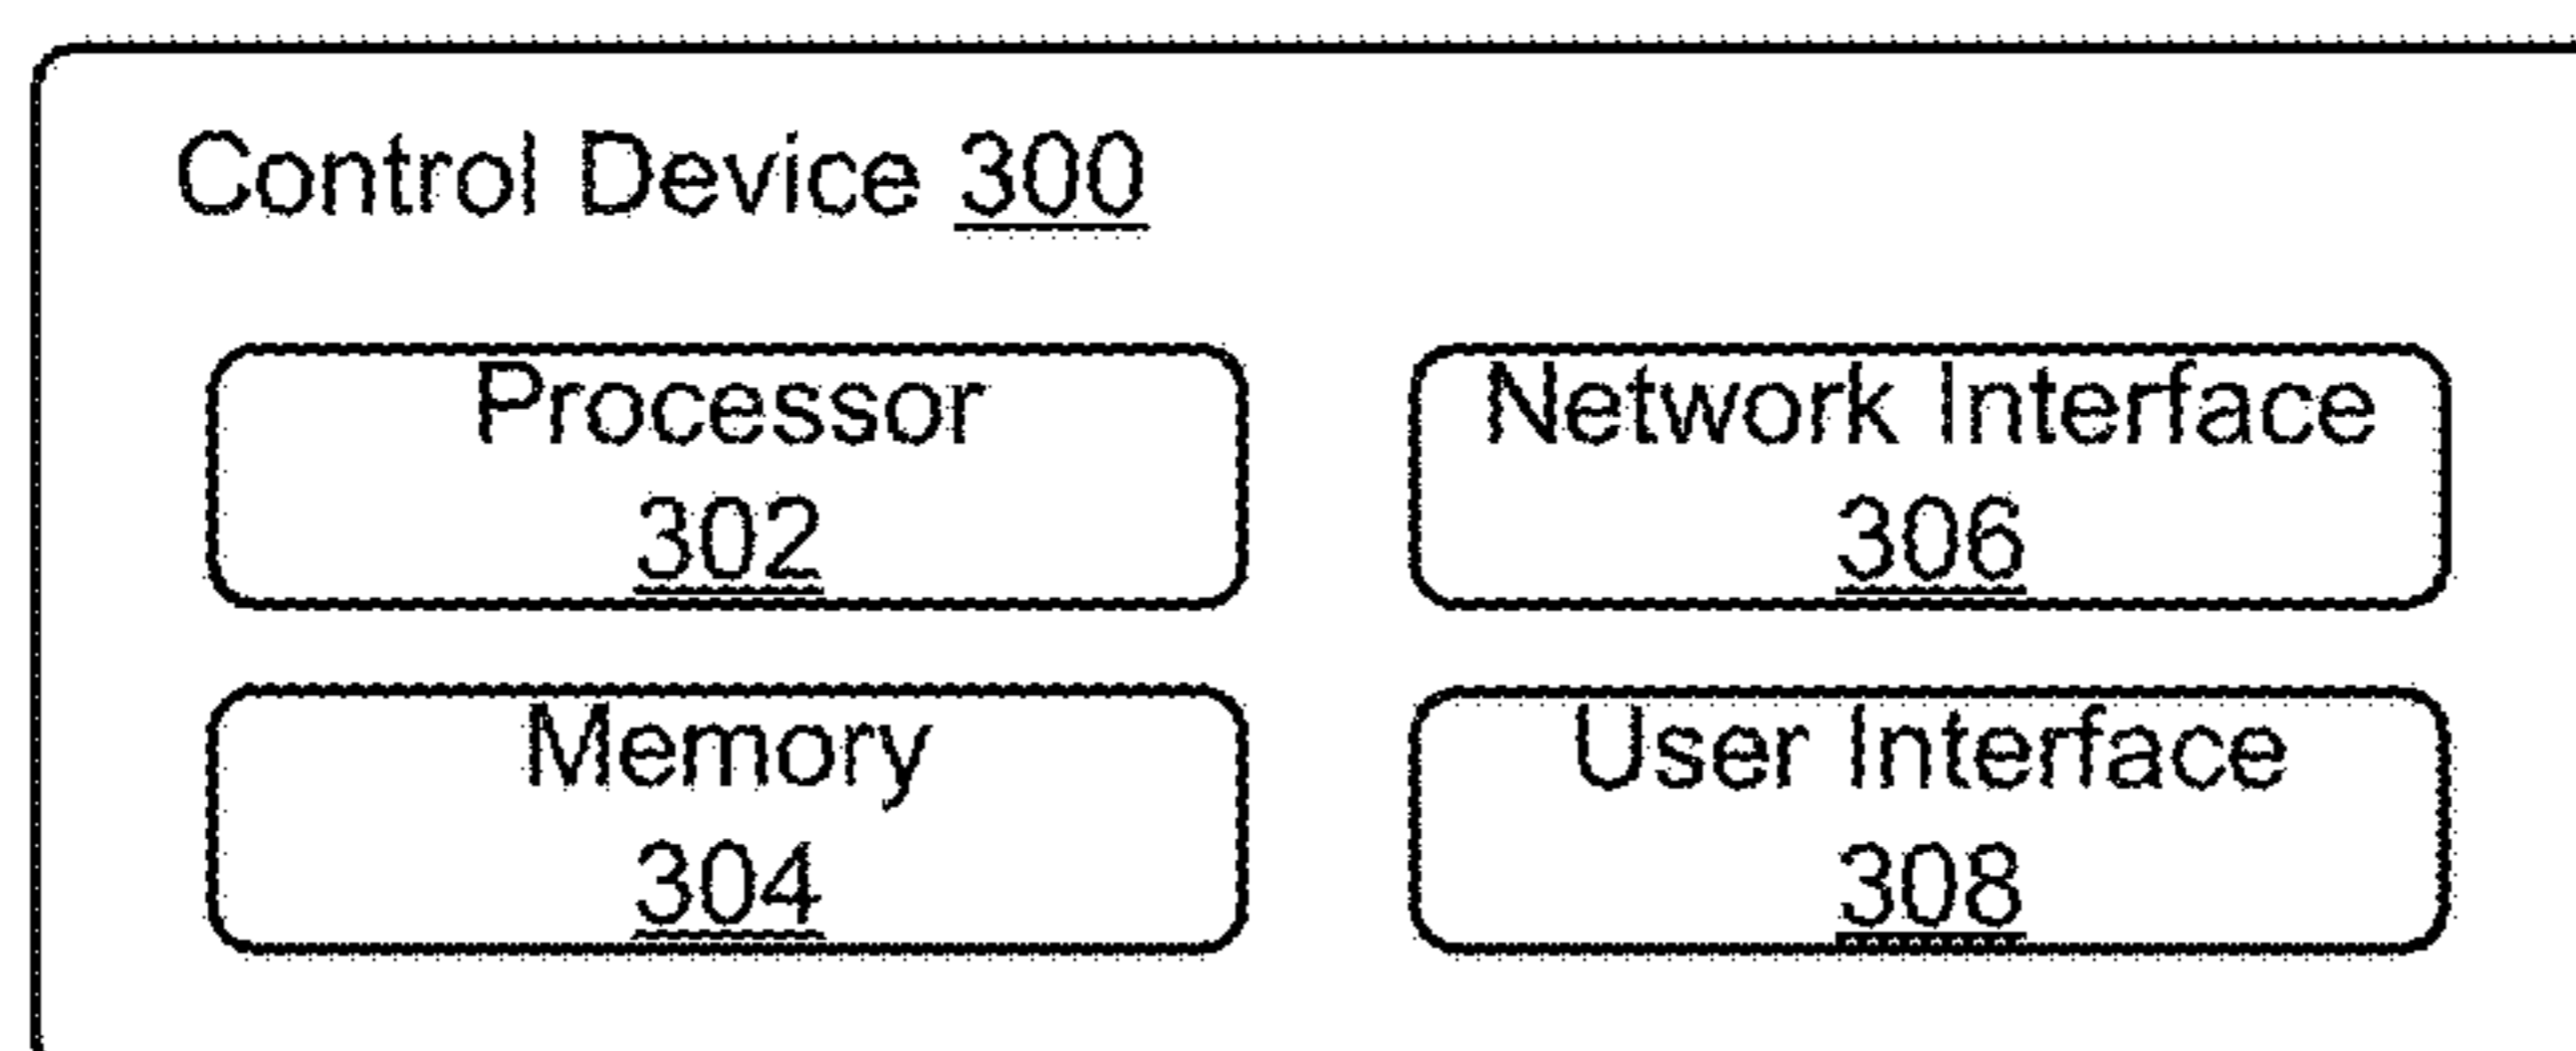 Control Device 300
Processor
302
Network Interface
306
Memory
304
User Interface
308